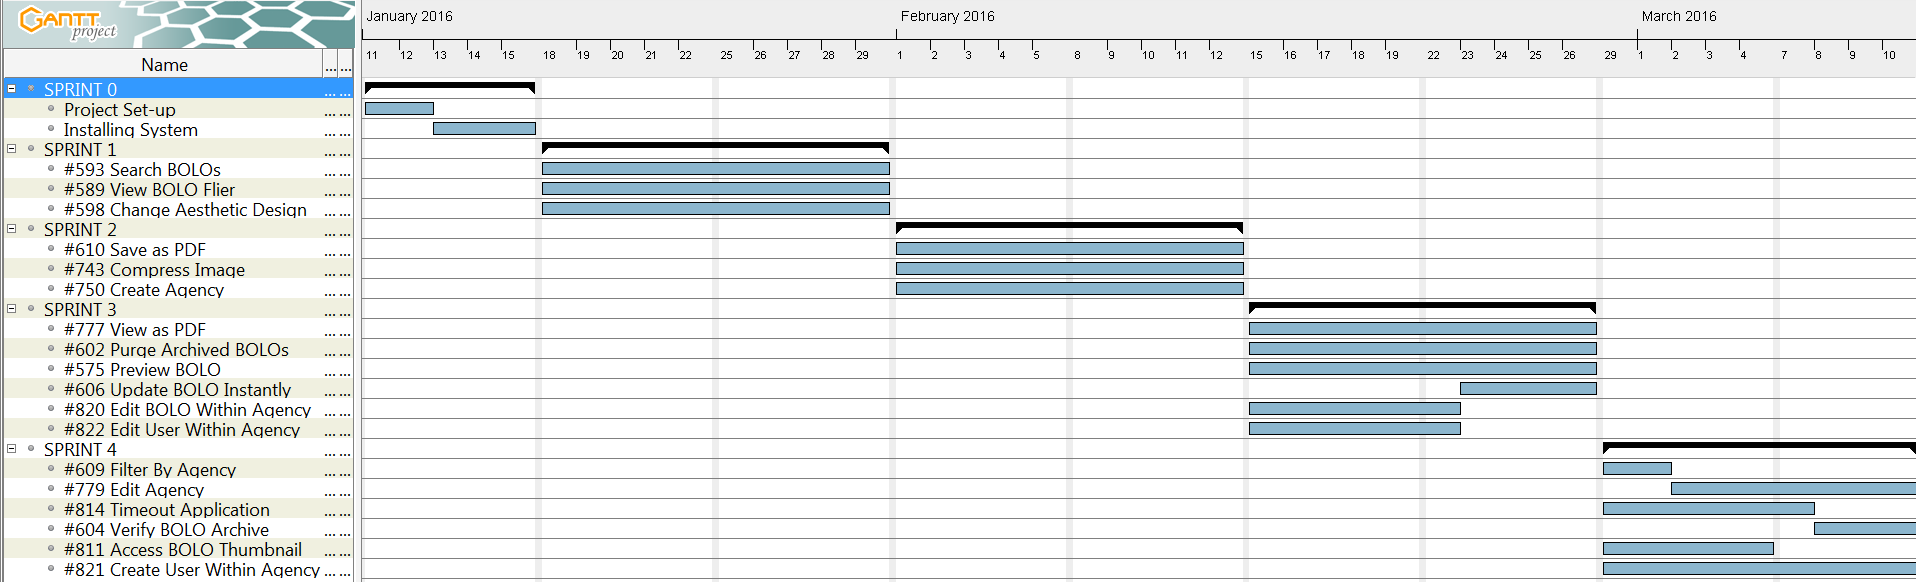 GANTT
project
January 2016 February 2016 March 2016
11 12 13 14 15 18 19 20 21 22 25 26 27 28 29 1 2 3 4 5 8 9 10 11 12 15 16 17 18 19 22 23 24 25 26 29 1 2 3 4 7 8 9 10
Name ... ...
SPRINT 0 ... ...
Project Set-up ... ...
Installing System ... ...
SPRINT 1 ... ...
#593 Search BOLOs ... ...
#589 View BOLO Flier ... ...
#598 Change Aesthetic Design ... ...
SPRINT 2 ... ...
#610 Save as PDF ... ...
#743 Compress Image ... ...
#750 Create Agency ... ...
SPRINT 3 ... ...
#777 View as PDF ... ...
#602 Purge Archived BOLOs ... ...
#575 Preview BOLO ... ...
#606 Update BOLO Instantly ... ...
#820 Edit BOLO Within Agency ... ...
#822 Edit User Within Agency ... ...
SPRINT 4 ... ...
#609 Filter By Agency ... ...
#779 Edit Agency ... ...
#814 Timeout Application ... ...
#604 Verify BOLO Archive ... ...
#811 Access BOLO Thumbnail ... ...
#821 Create User Within Agency ... ...